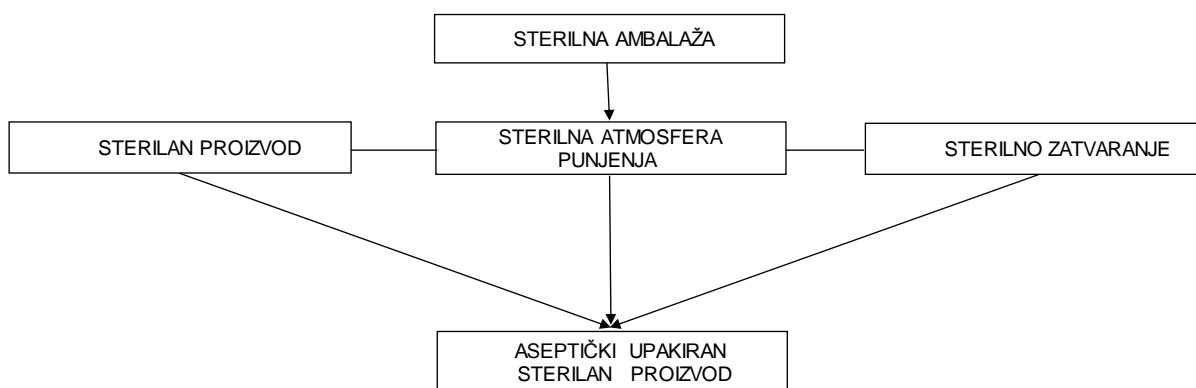 STERILNA AMBALAŽA
STERILAN PROIZVOD
STERILNA ATMOSFERA
PUNJENJA
STERILNO ZATVARANJE
ASEPTIČKI UPAKIRAN
STERILAN PROIZVOD